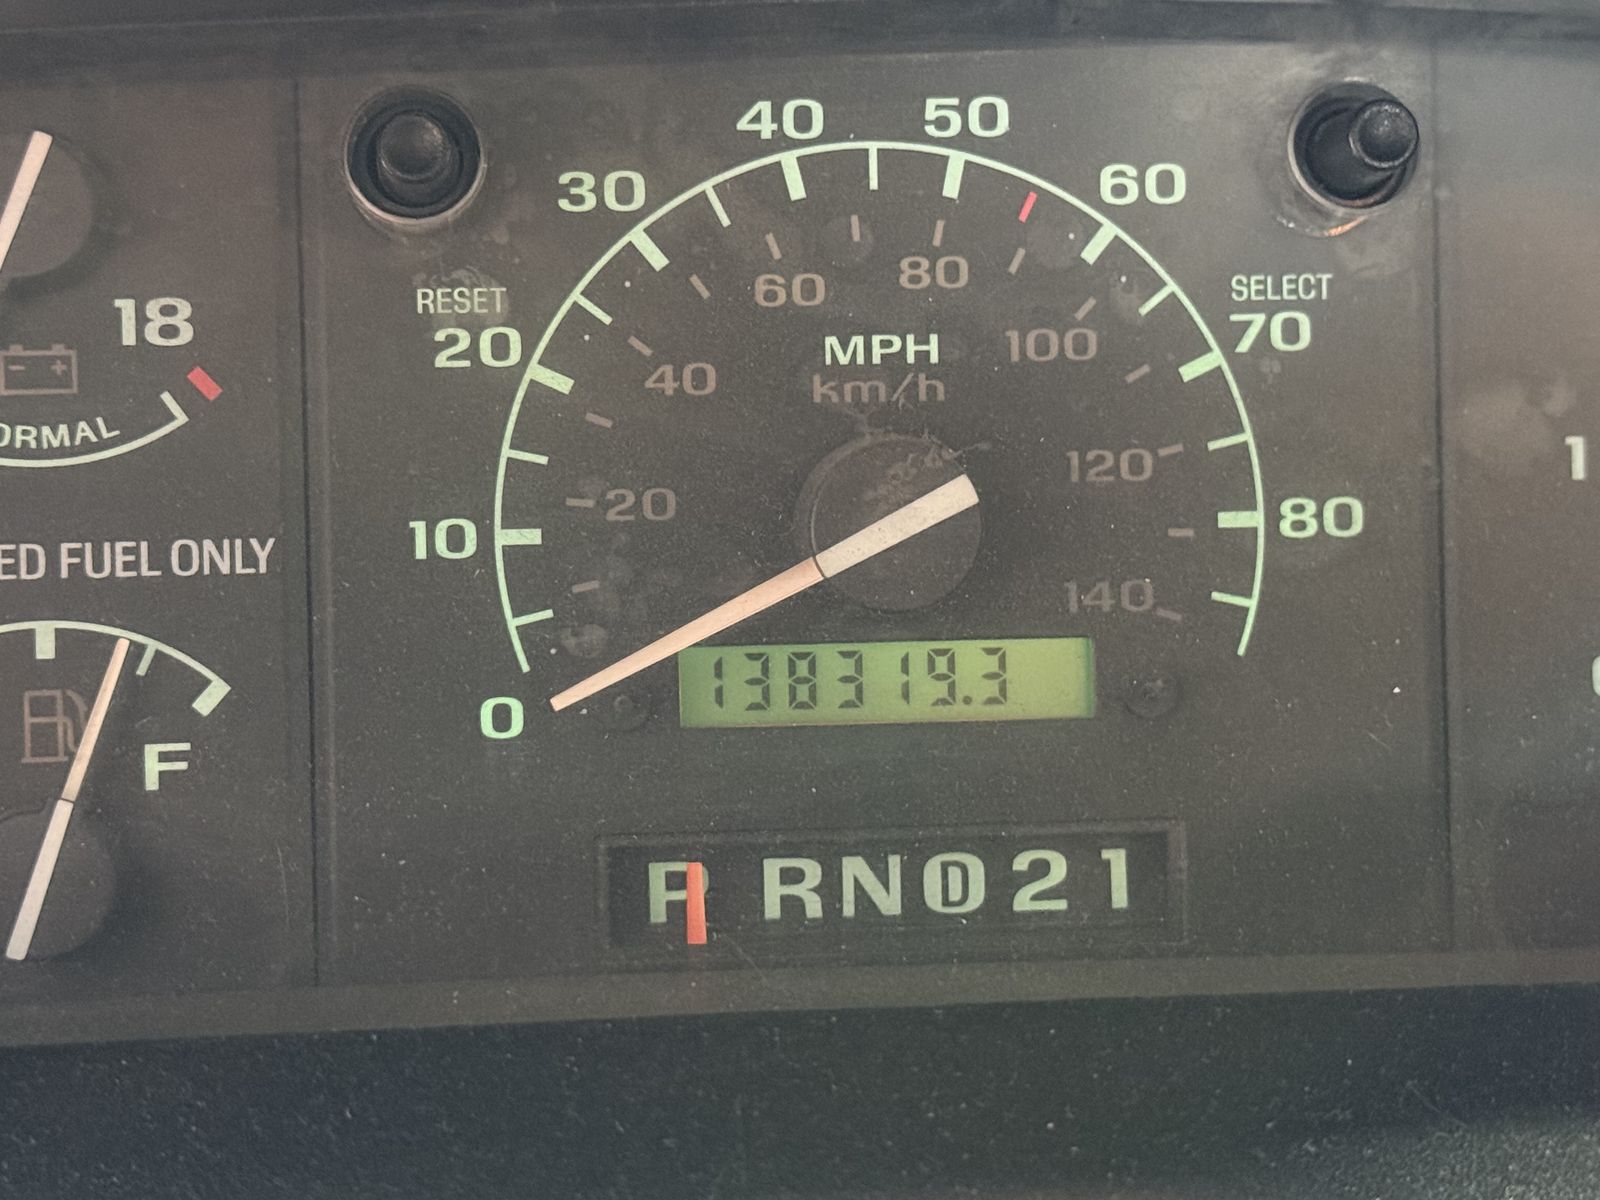 40 50
30 60
RESET SELECT
20 70
60 80
18
MPH
40 100
km/h
- +
ORMAL
20 120
10 80
ED FUEL ONLY
140
138319.3
0
F
P R N D 2 1